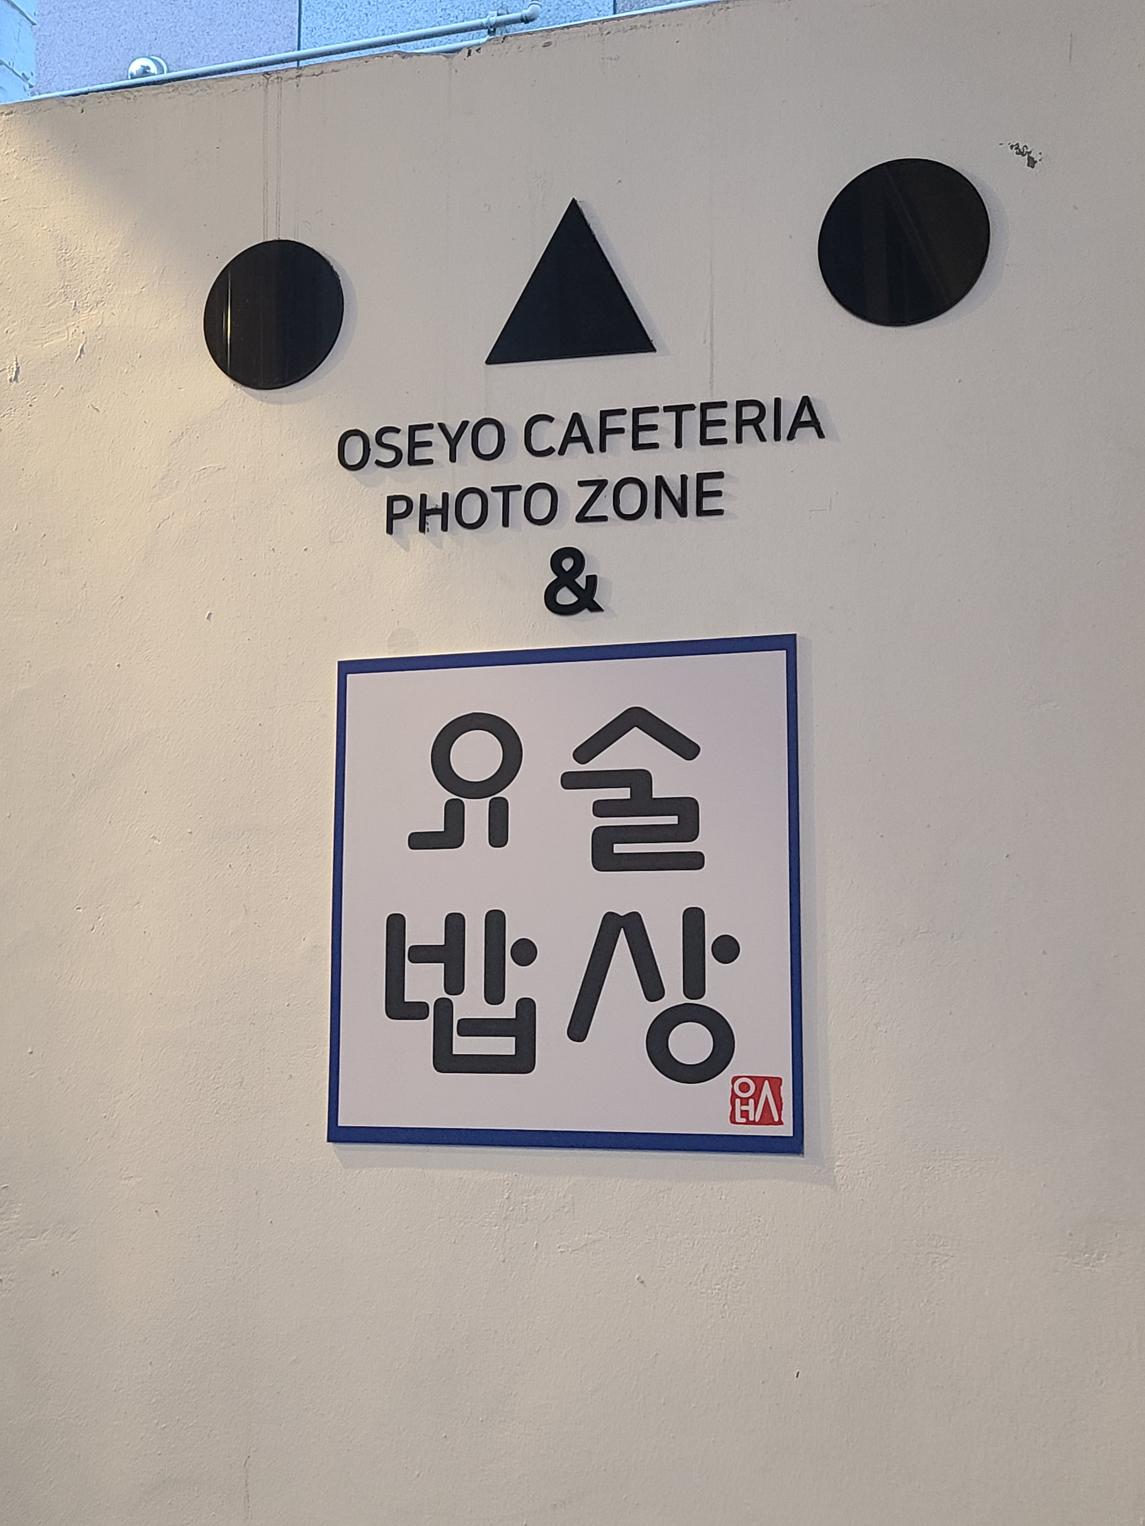 OSEYO CAFETERIA
PHOTO ZONE
&
요술
밥상